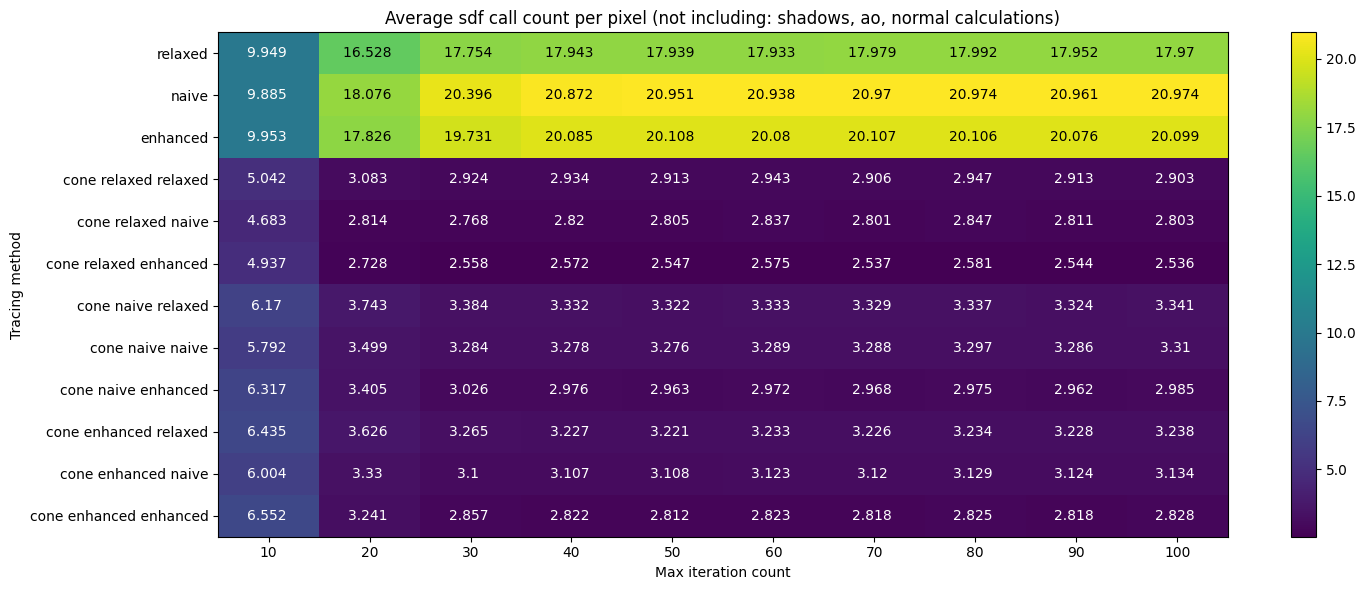 Average sdf call count per pixel (not including: shadows, ao, normal calculations)
relaxed 9.949 16.528 17.754 17.943 17.939 17.933 17.979 17.992 17.952 17.97
naive 9.885 18.076 20.396 20.872 20.951 20.938 20.97 20.974 20.961 20.974
enhanced 9.953 17.826 19.731 20.085 20.108 20.08 20.107 20.106 20.076 20.099
cone relaxed relaxed 5.042 3.083 2.924 2.934 2.913 2.943 2.906 2.947 2.913 2.903
cone relaxed naive 4.683 2.814 2.768 2.82 2.805 2.837 2.801 2.847 2.811 2.803
cone relaxed enhanced 4.937 2.728 2.558 2.572 2.547 2.575 2.537 2.581 2.544 2.536
cone naive relaxed 6.17 3.743 3.384 3.332 3.322 3.333 3.329 3.337 3.324 3.341
cone naive naive 5.792 3.499 3.284 3.278 3.276 3.289 3.288 3.297 3.286 3.31
cone naive enhanced 6.317 3.405 3.026 2.976 2.963 2.972 2.968 2.975 2.962 2.985
cone enhanced relaxed 6.435 3.626 3.265 3.227 3.221 3.233 3.226 3.234 3.228 3.238
cone enhanced naive 6.004 3.33 3.1 3.107 3.108 3.123 3.12 3.129 3.124 3.134
cone enhanced enhanced 6.552 3.241 2.857 2.822 2.812 2.823 2.818 2.825 2.818 2.828
10 20 30 40 50 60 70 80 90 100
Max iteration count
Tracing method
20.0
17.5
15.0
12.5
10.0
7.5
5.0